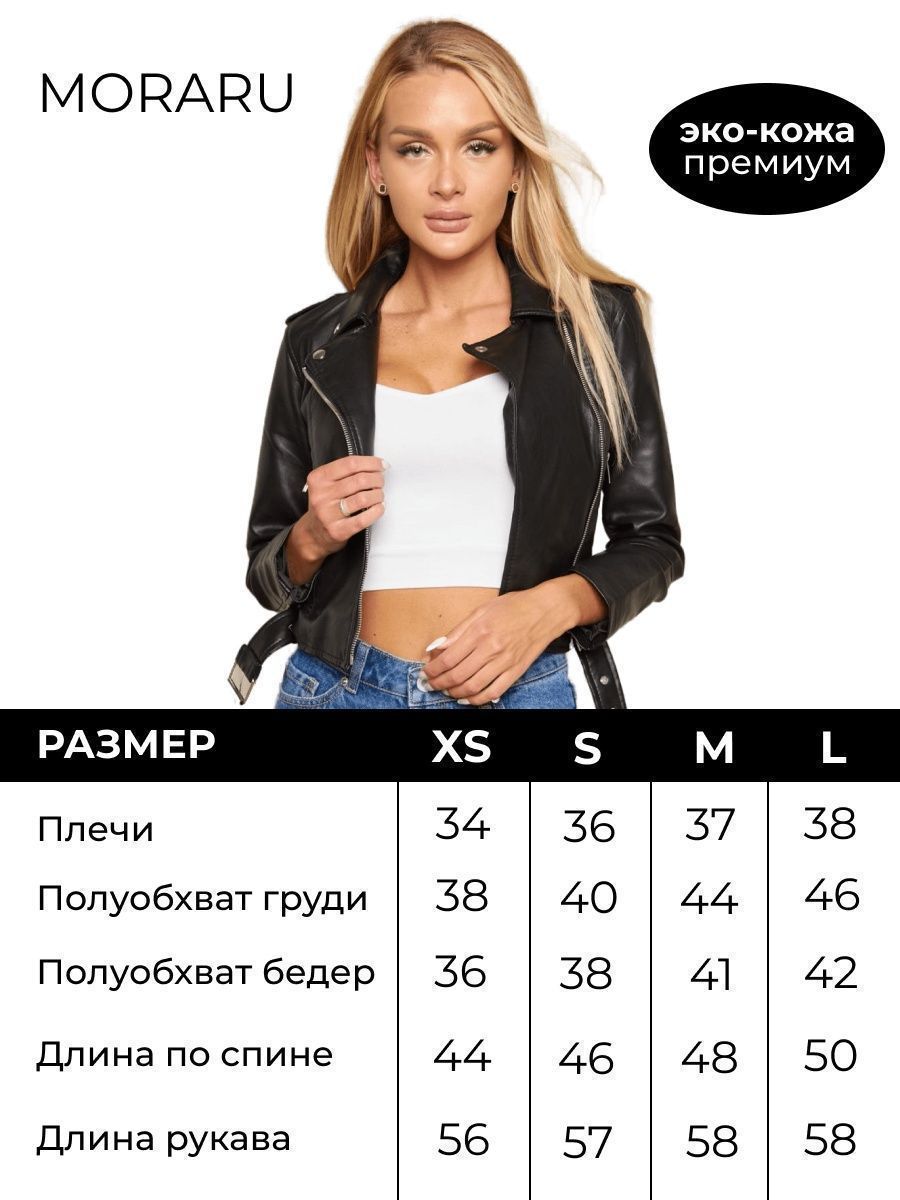 MORARU
эко-кожа
премиум
РАЗМЕР XS S M L
Плечи 34 36 37 38
Полуобхват груди 38 40 44 46
Полуобхват бедер 36 38 41 42
Длина по спине 44 46 48 50
Длина рукава 56 57 58 58